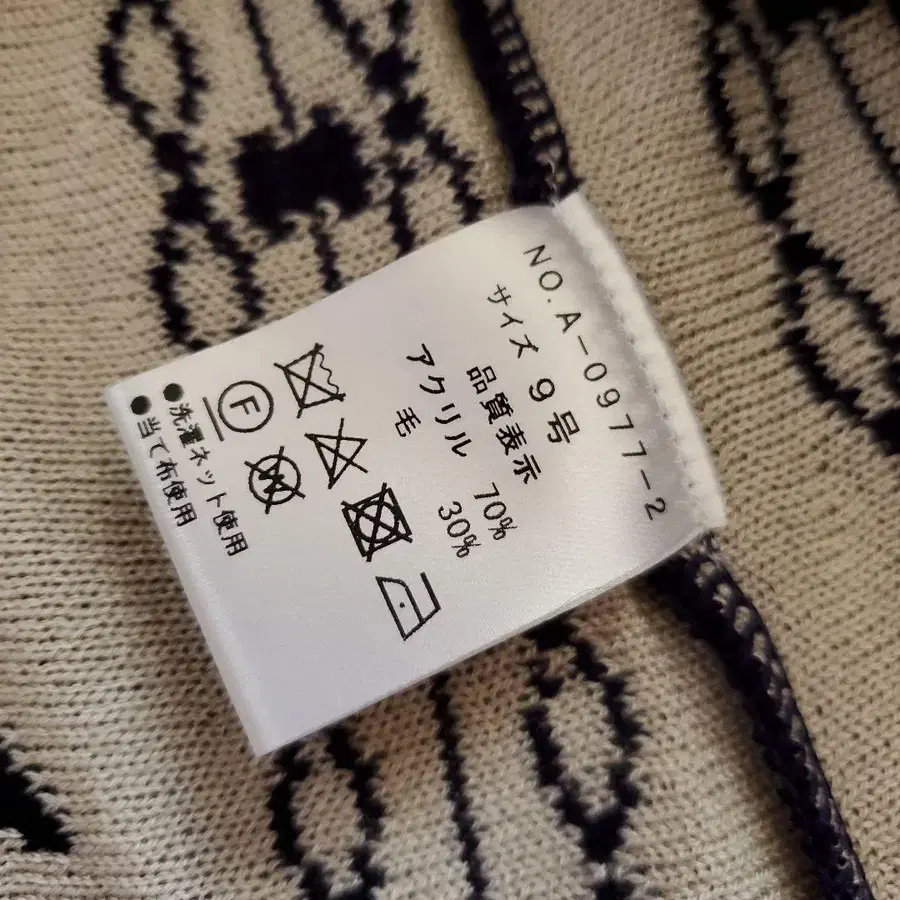 NO.A-0977-2
サイズ 9号
品質表示
アクリル 70%
毛 30%
F
W
●洗濯ネット使用
●当て布使用